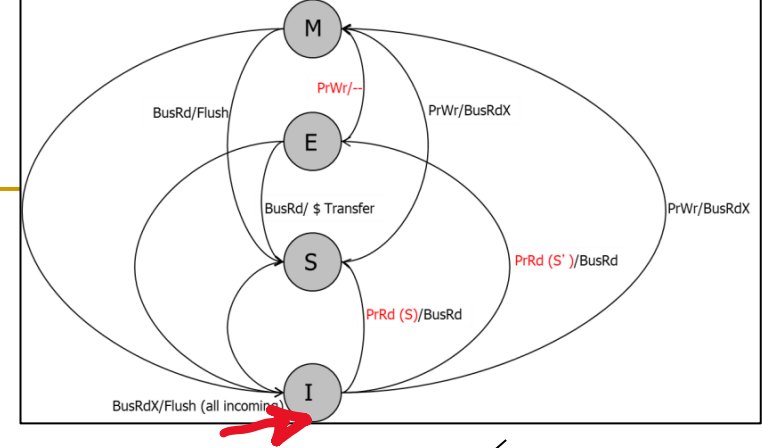 M
PrWr/--
BusRd/Flush
PrWr/BusRdX
E
BusRd/ $ Transfer
PrWr/BusRdX
S
PrRd (S' )/BusRd
PrRd (S)/BusRd
I
BusRdX/Flush (all incoming)